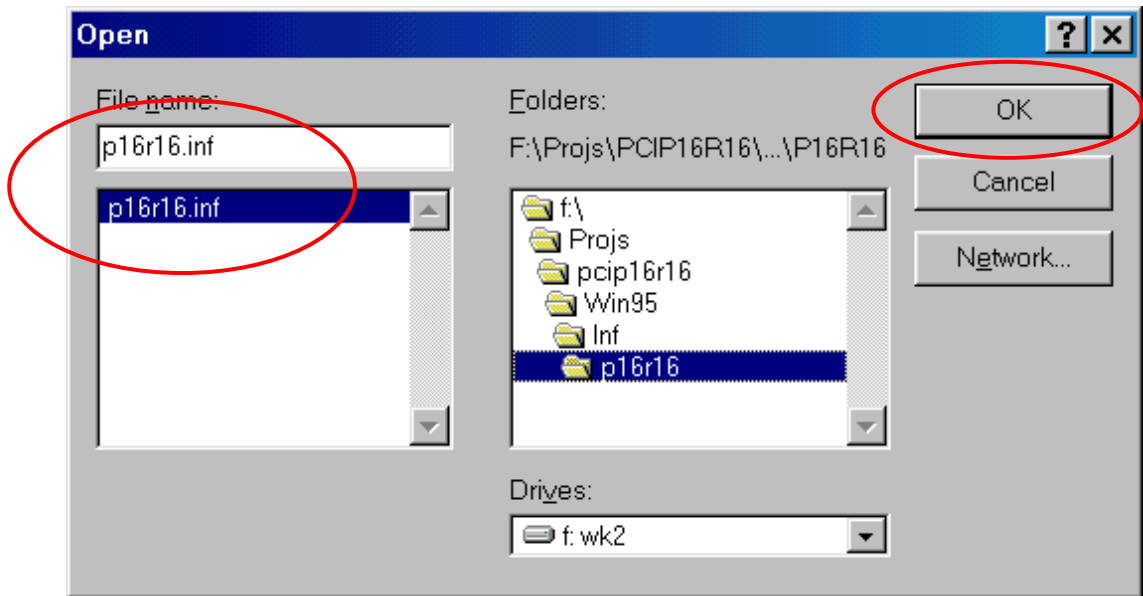 Open
File name:
p16r16.inf
p16r16.inf
Folders:
F:\Projs\PCIP16R16\...\P16R16
f:\
Projs
pcip16r16
Win95
Inf
p16r16
Drives:
f: wk2
OK
Cancel
Network...